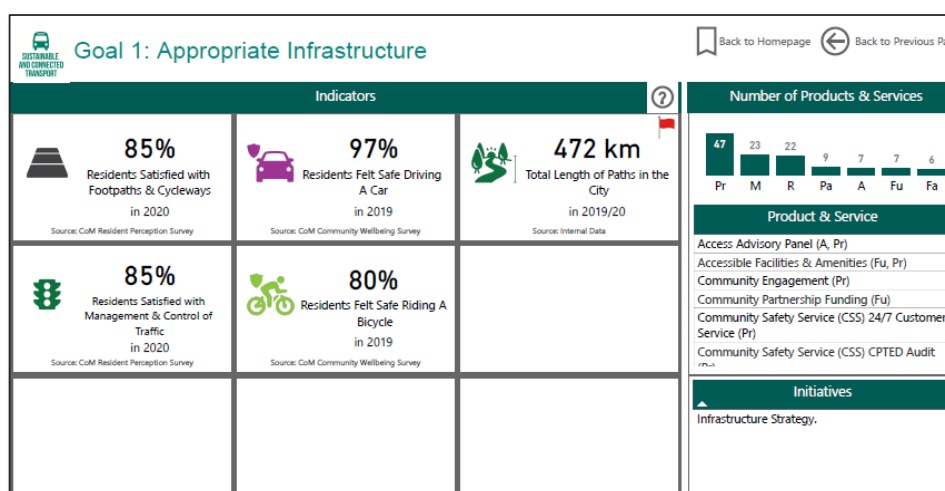 SUSTAINABLE
AND CONNECTED
TRANSPORT
Goal 1: Appropriate Infrastructure
Back to Homepage
Back to Previous Pa
Indicators
?
85%
Residents Satisfied with
Footpaths & Cycleways
in 2020
Source: CoM Resident Perception Survey
97%
Residents Felt Safe Driving
A Car
in 2019
Source: CoM Community Wellbeing Survey
472 km
Total Length of Paths in the
City
in 2019/20
Source: Internal Data
85%
Residents Satisfied with
Management & Control of
Traffic
in 2020
Source: CoM Resident Perception Survey
80%
Residents Felt Safe Riding A
Bicycle
in 2019
Source: CoM Community Wellbeing Survey
Number of Products & Services
47 23 22 9 7 7 6
Pr M R Pa A Fu Fa
Product & Service
Access Advisory Panel (A, Pr)
Accessible Facilities & Amenities (Fu, Pr)
Community Engagement (Pr)
Community Partnership Funding (Fu)
Community Safety Service (CSS) 24/7 Customer
Service (Pr)
Community Safety Service (CSS) CPTED Audit
Initiatives
Infrastructure Strategy.